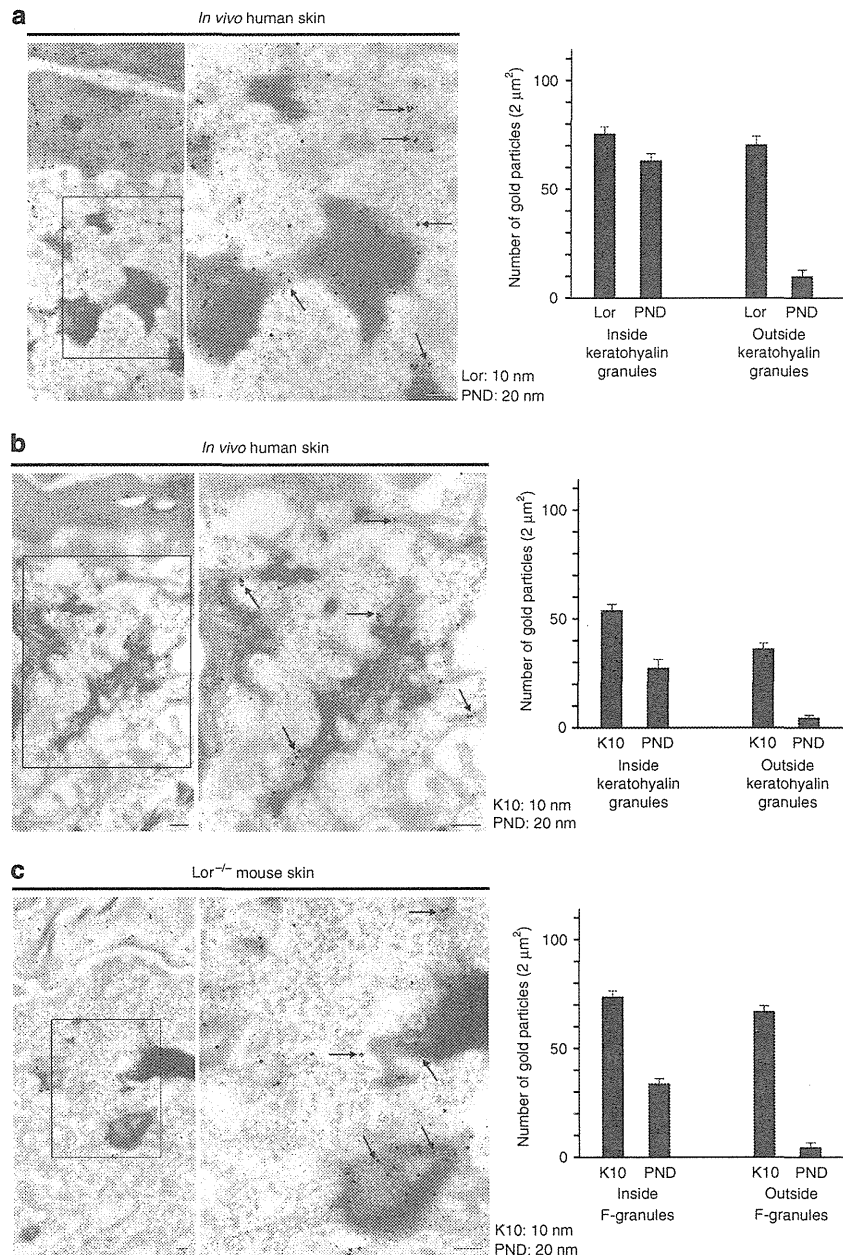 a
In vivo human skin
Lor: 10 nm
PND: 20 nm
Number of gold particles (2 μm²)
100
50
0
Lor PND Lor PND
Inside Outside
keratohyalin keratohyalin
granules granules
b
In vivo human skin
K10: 10 nm
PND: 20 nm
Number of gold particles (2 μm²)
100
50
0
K10 PND K10 PND
Inside Outside
keratohyalin keratohyalin
granules granules
c
Lor⁻/⁻ mouse skin
K10: 10 nm
PND: 20 nm
Number of gold particles (2 μm²)
100
50
0
K10 PND K10 PND
Inside Outside
F-granules F-granules